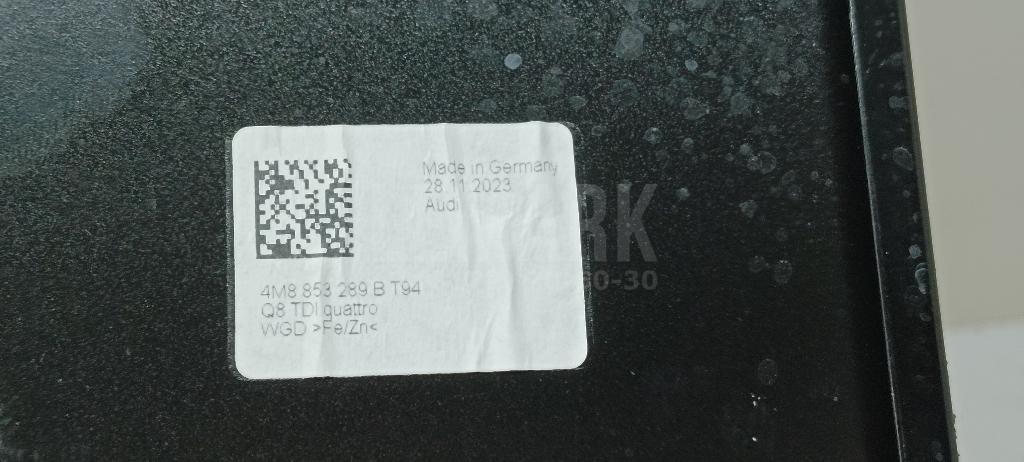 Made in Germany
28.11.2023
Audi
4M8 853 289 B T94
Q8 TDI quattro
WGD >Fe/Zn<